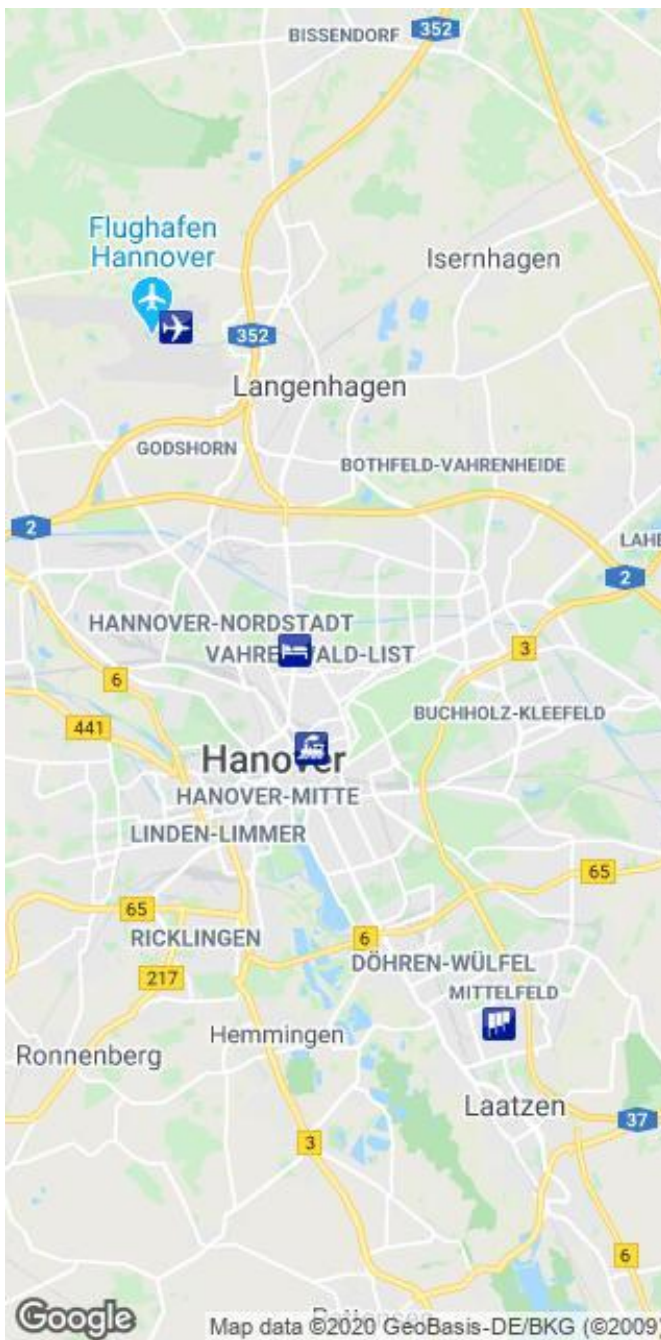 BISSENDORF
352
Flughafen
Hannover
Isernhagen
352
Langenhagen
GODSHORN
BOTHFELD-VAHRENHEIDE
2
LAHE
2
HANNOVER-NORDSTADT
3
6
BUCHHOLZ-KLEEFELD
441
HANOVER-MITTE
LINDEN-LIMMER
65
65
6
RICKLINGEN
DÖHREN-WÜLFEL
217
MITTELFELD
Hemmingen
Ronnenberg
Laatzen
37
3
6
Google
Map data ©2020 GeoBasis-DE/BKG (©2009